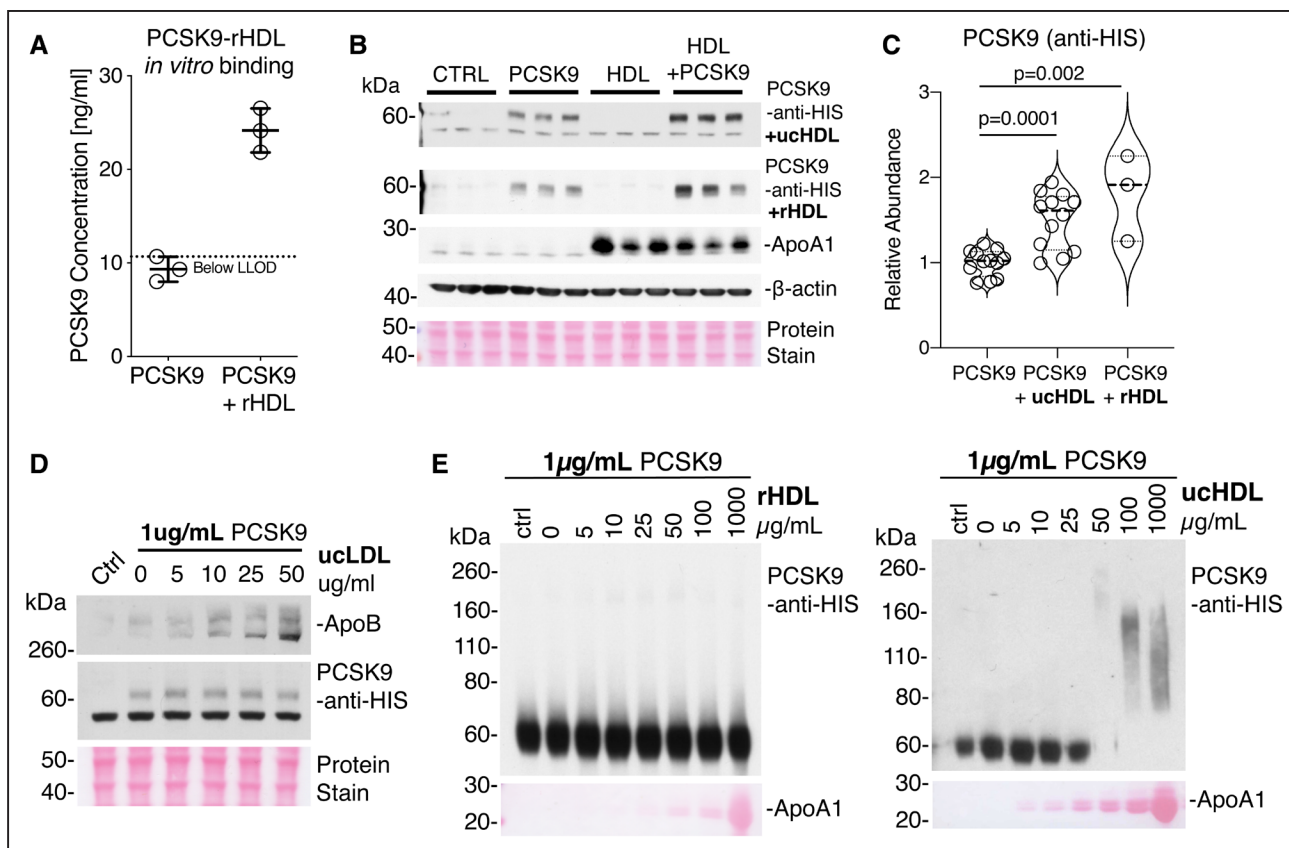 A
PCSK9-rHDL
in vitro binding
PCSK9 Concentration [ng/ml]
30
20
10
0
Below LLOD
PCSK9
PCSK9
+ rHDL
B
kDa
CTRL
PCSK9
HDL
HDL
+PCSK9
60-
PCSK9
-anti-HIS
+ucHDL
60-
PCSK9
-anti-HIS
+rHDL
30-
-ApoA1
40-
-β-actin
50-
40-
Protein
Stain
C
PCSK9 (anti-HIS)
p=0.002
p=0.0001
Relative Abundance
3
2
1
0
PCSK9
PCSK9
+ ucHDL
PCSK9
+ rHDL
D
1ug/mL PCSK9
ucLDL
Ctrl 0 5 10 25 50 ug/ml
kDa
-ApoB
260-
PCSK9
-anti-HIS
60-
50-
40-
Protein
Stain
E
1µg/mL PCSK9
rHDL
ctrl 0 5 10 25 50 100 1000 µg/mL
kDa
260-
160-
110-
80-
60-
30-
20-
PCSK9
-anti-HIS
-ApoA1
1µg/mL PCSK9
ucHDL
ctrl 0 5 10 25 50 100 1000 µg/mL
kDa
260-
160-
110-
80-
60-
30-
20-
PCSK9
-anti-HIS
-ApoA1